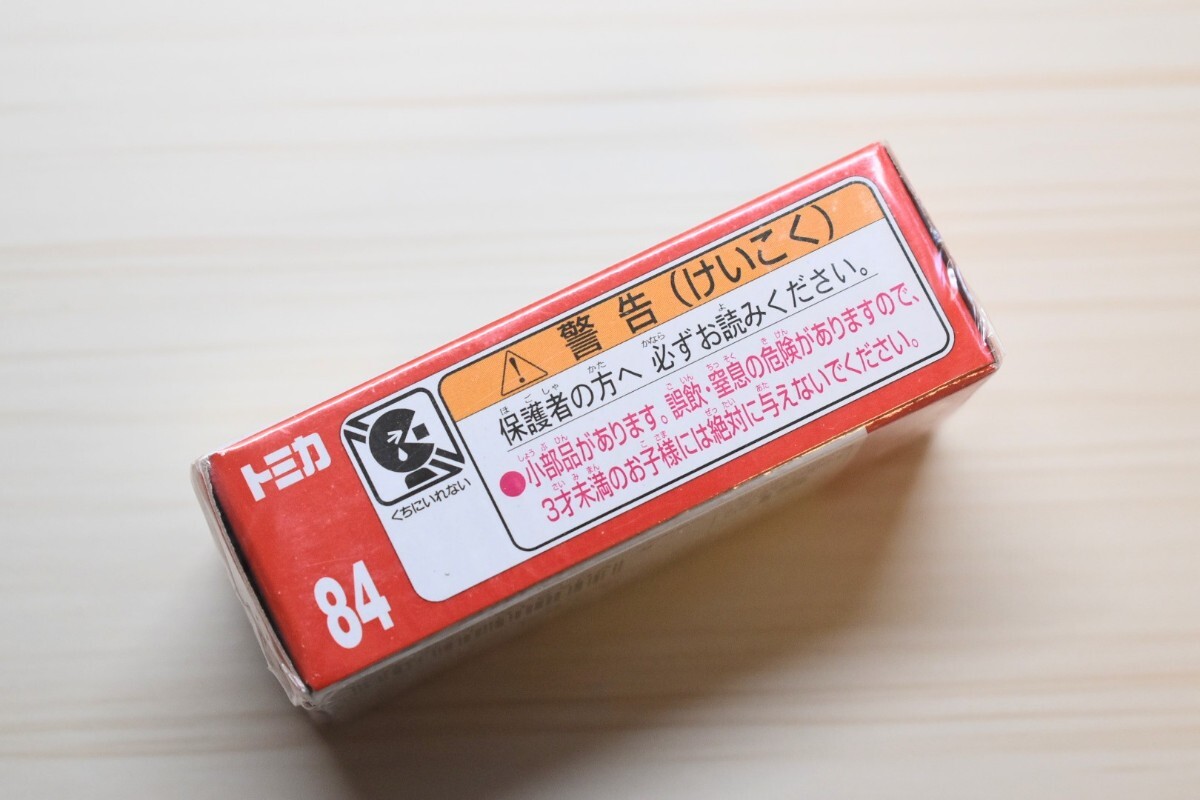 トミカ
84
くちにいれない
警告(けいこく)
保護者の方へ 必ずお読みください。
●小部品があります。誤飲・窒息の危険がありますので、
3才未満のお子様には絶対に与えないでください。